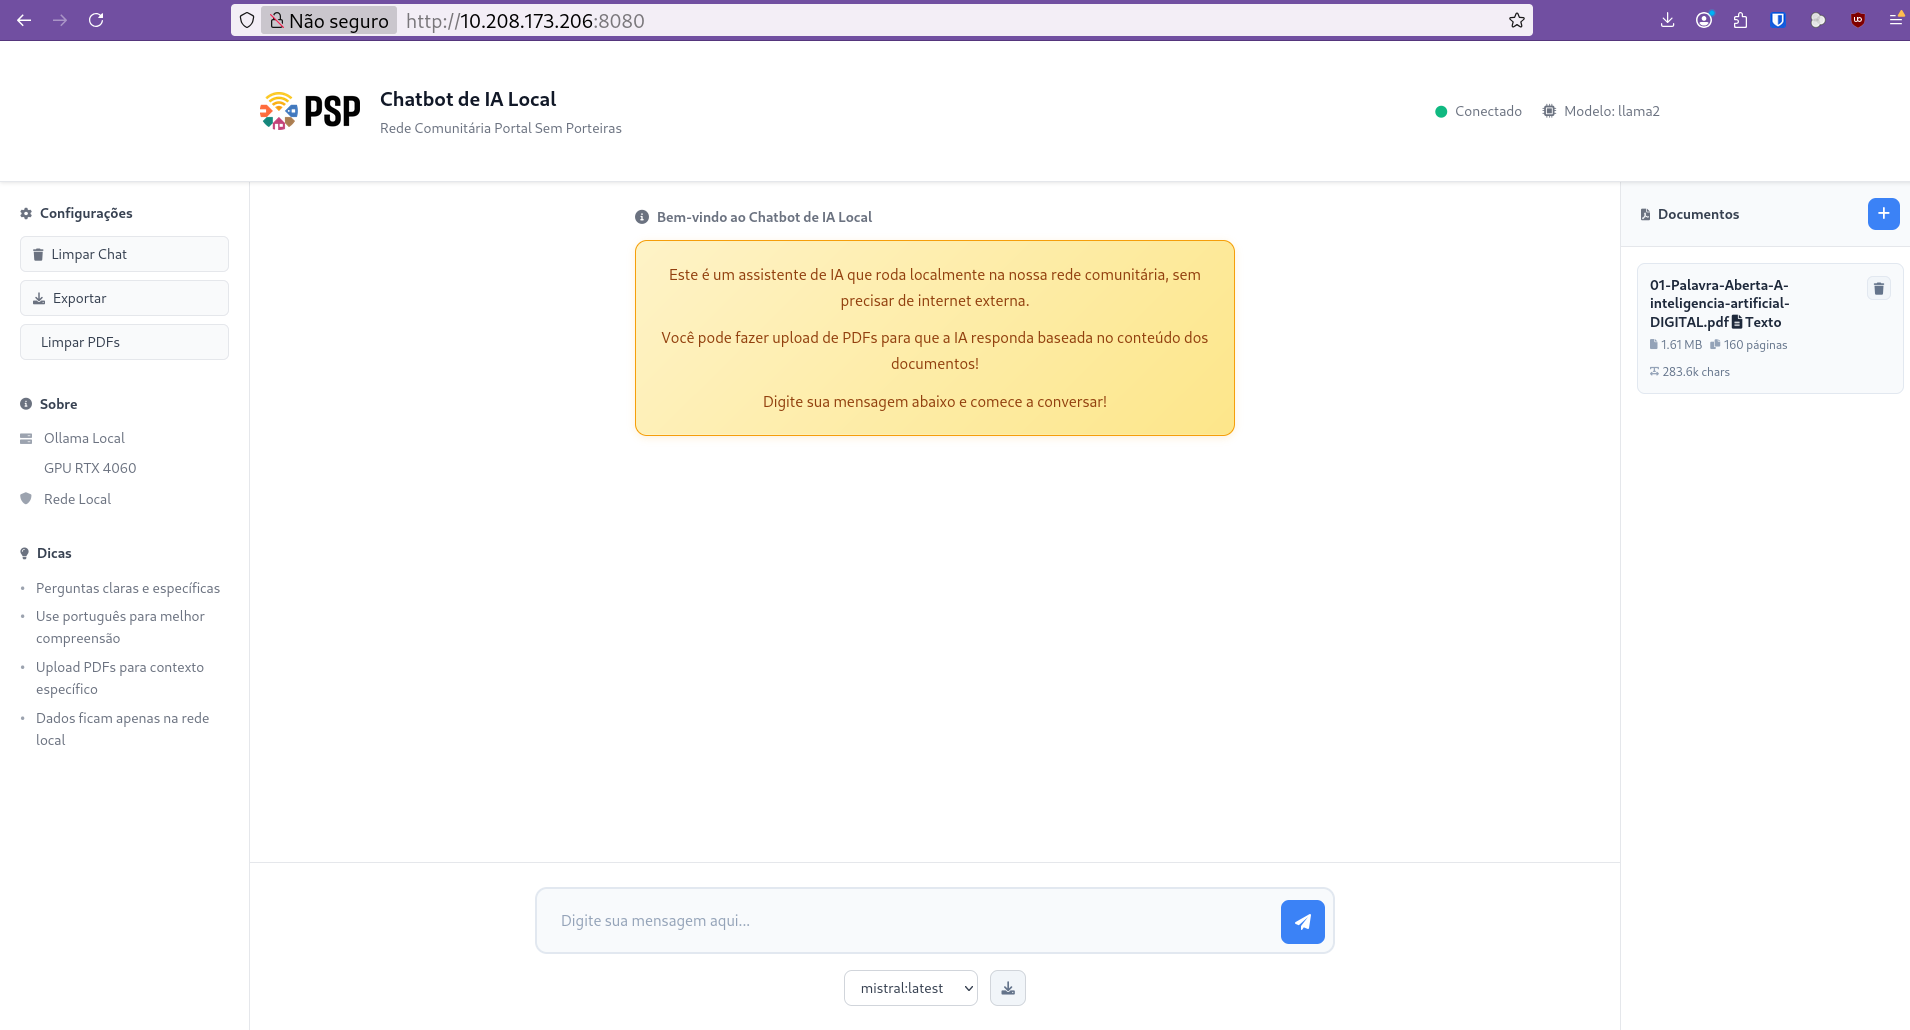 Não seguro http://10.208.173.206:8080
PSP
Chatbot de IA Local
Rede Comunitária Portal Sem Porteiras
Conectado
Modelo: llama2
Configurações
Limpar Chat
Exportar
Limpar PDFs
Sobre
Ollama Local
GPU RTX 4060
Rede Local
Dicas
• Perguntas claras e específicas
• Use português para melhor
compreensão
• Upload PDFs para contexto
específico
• Dados ficam apenas na rede
local
Bem-vindo ao Chatbot de IA Local
Este é um assistente de IA que roda localmente na nossa rede comunitária, sem
precisar de internet externa.
Você pode fazer upload de PDFs para que a IA responda baseada no conteúdo dos
documentos!
Digite sua mensagem abaixo e comece a conversar!
Digite sua mensagem aqui...
mistral:latest
Documentos
+
01-Palavra-Aberta-A-
inteligencia-artificial-
DIGITAL.pdf Texto
1.61 MB 160 páginas
283.6k chars